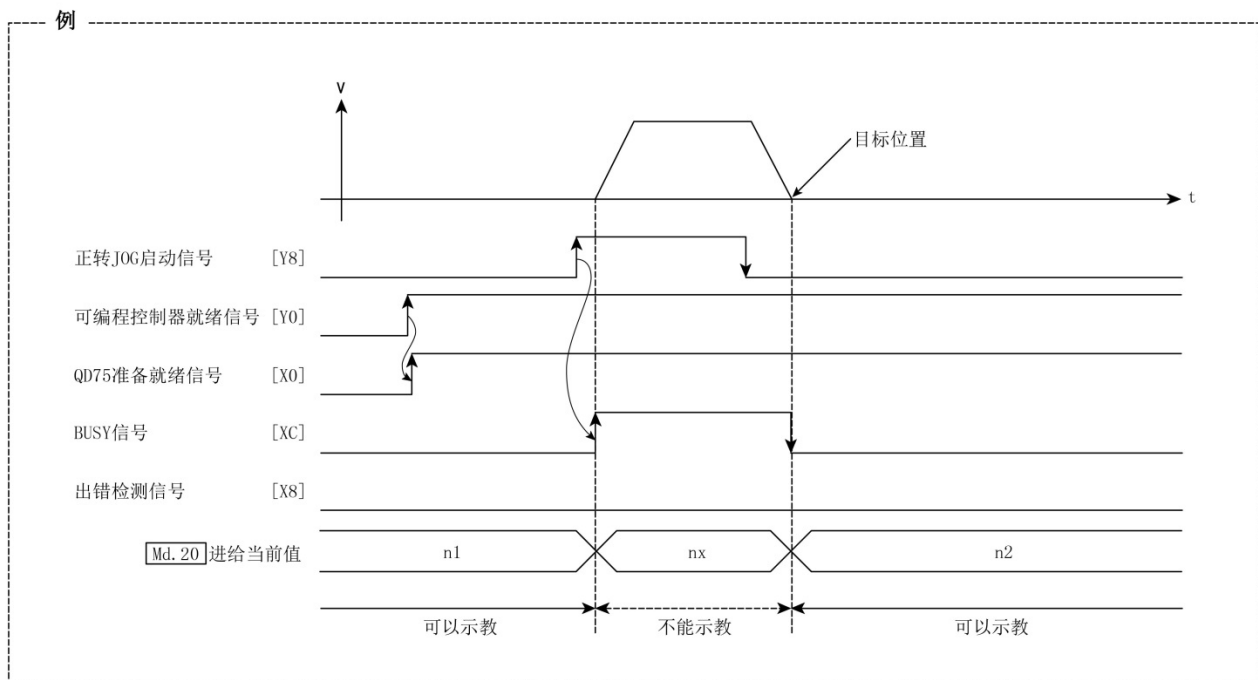 例
V
目标位置
t
正转JOG启动信号 [Y8]
可编程控制器就绪信号 [Y0]
QD75准备就绪信号 [X0]
BUSY信号 [XC]
出错检测信号 [X8]
Md.20 进给当前值 n1 nx n2
可以示教 不能示教 可以示教